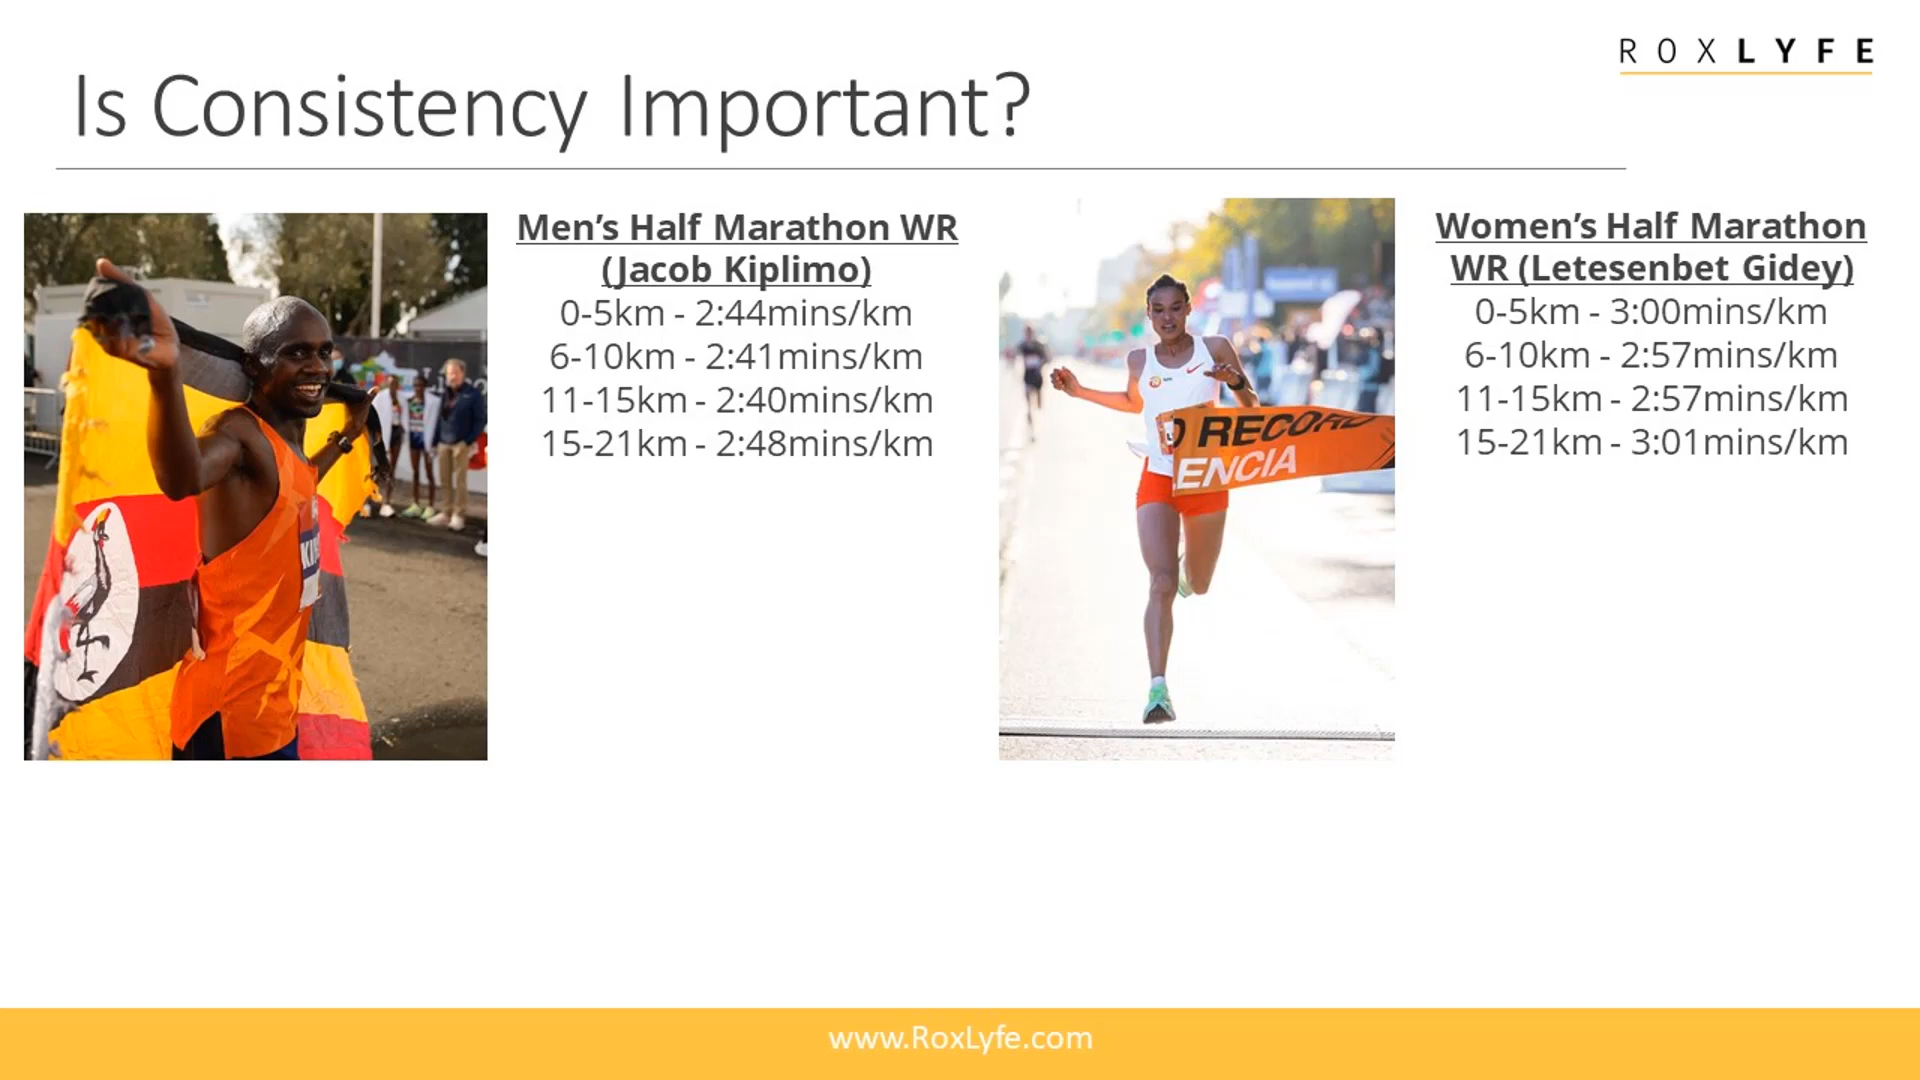 ROXLYFE
Is Consistency Important?
Men's Half Marathon WR
(Jacob Kiplimo)
0-5km - 2:44mins/km
6-10km - 2:41mins/km
11-15km - 2:40mins/km
15-21km - 2:48mins/km
D RECORD
ENCIA
Women's Half Marathon
WR (Letesenbet Gidey)
0-5km - 3:00mins/km
6-10km - 2:57mins/km
11-15km - 2:57mins/km
15-21km - 3:01mins/km
www.RoxLyfe.com